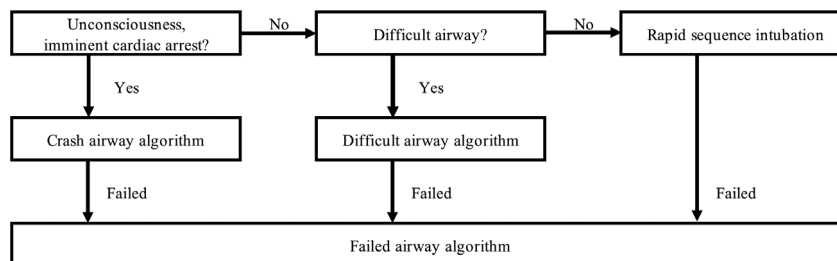 Unconsciousness,
imminent cardiac arrest?
No
Difficult airway?
No
Rapid sequence intubation
Yes
Yes
Crash airway algorithm
Difficult airway algorithm
Failed
Failed
Failed
Failed airway algorithm